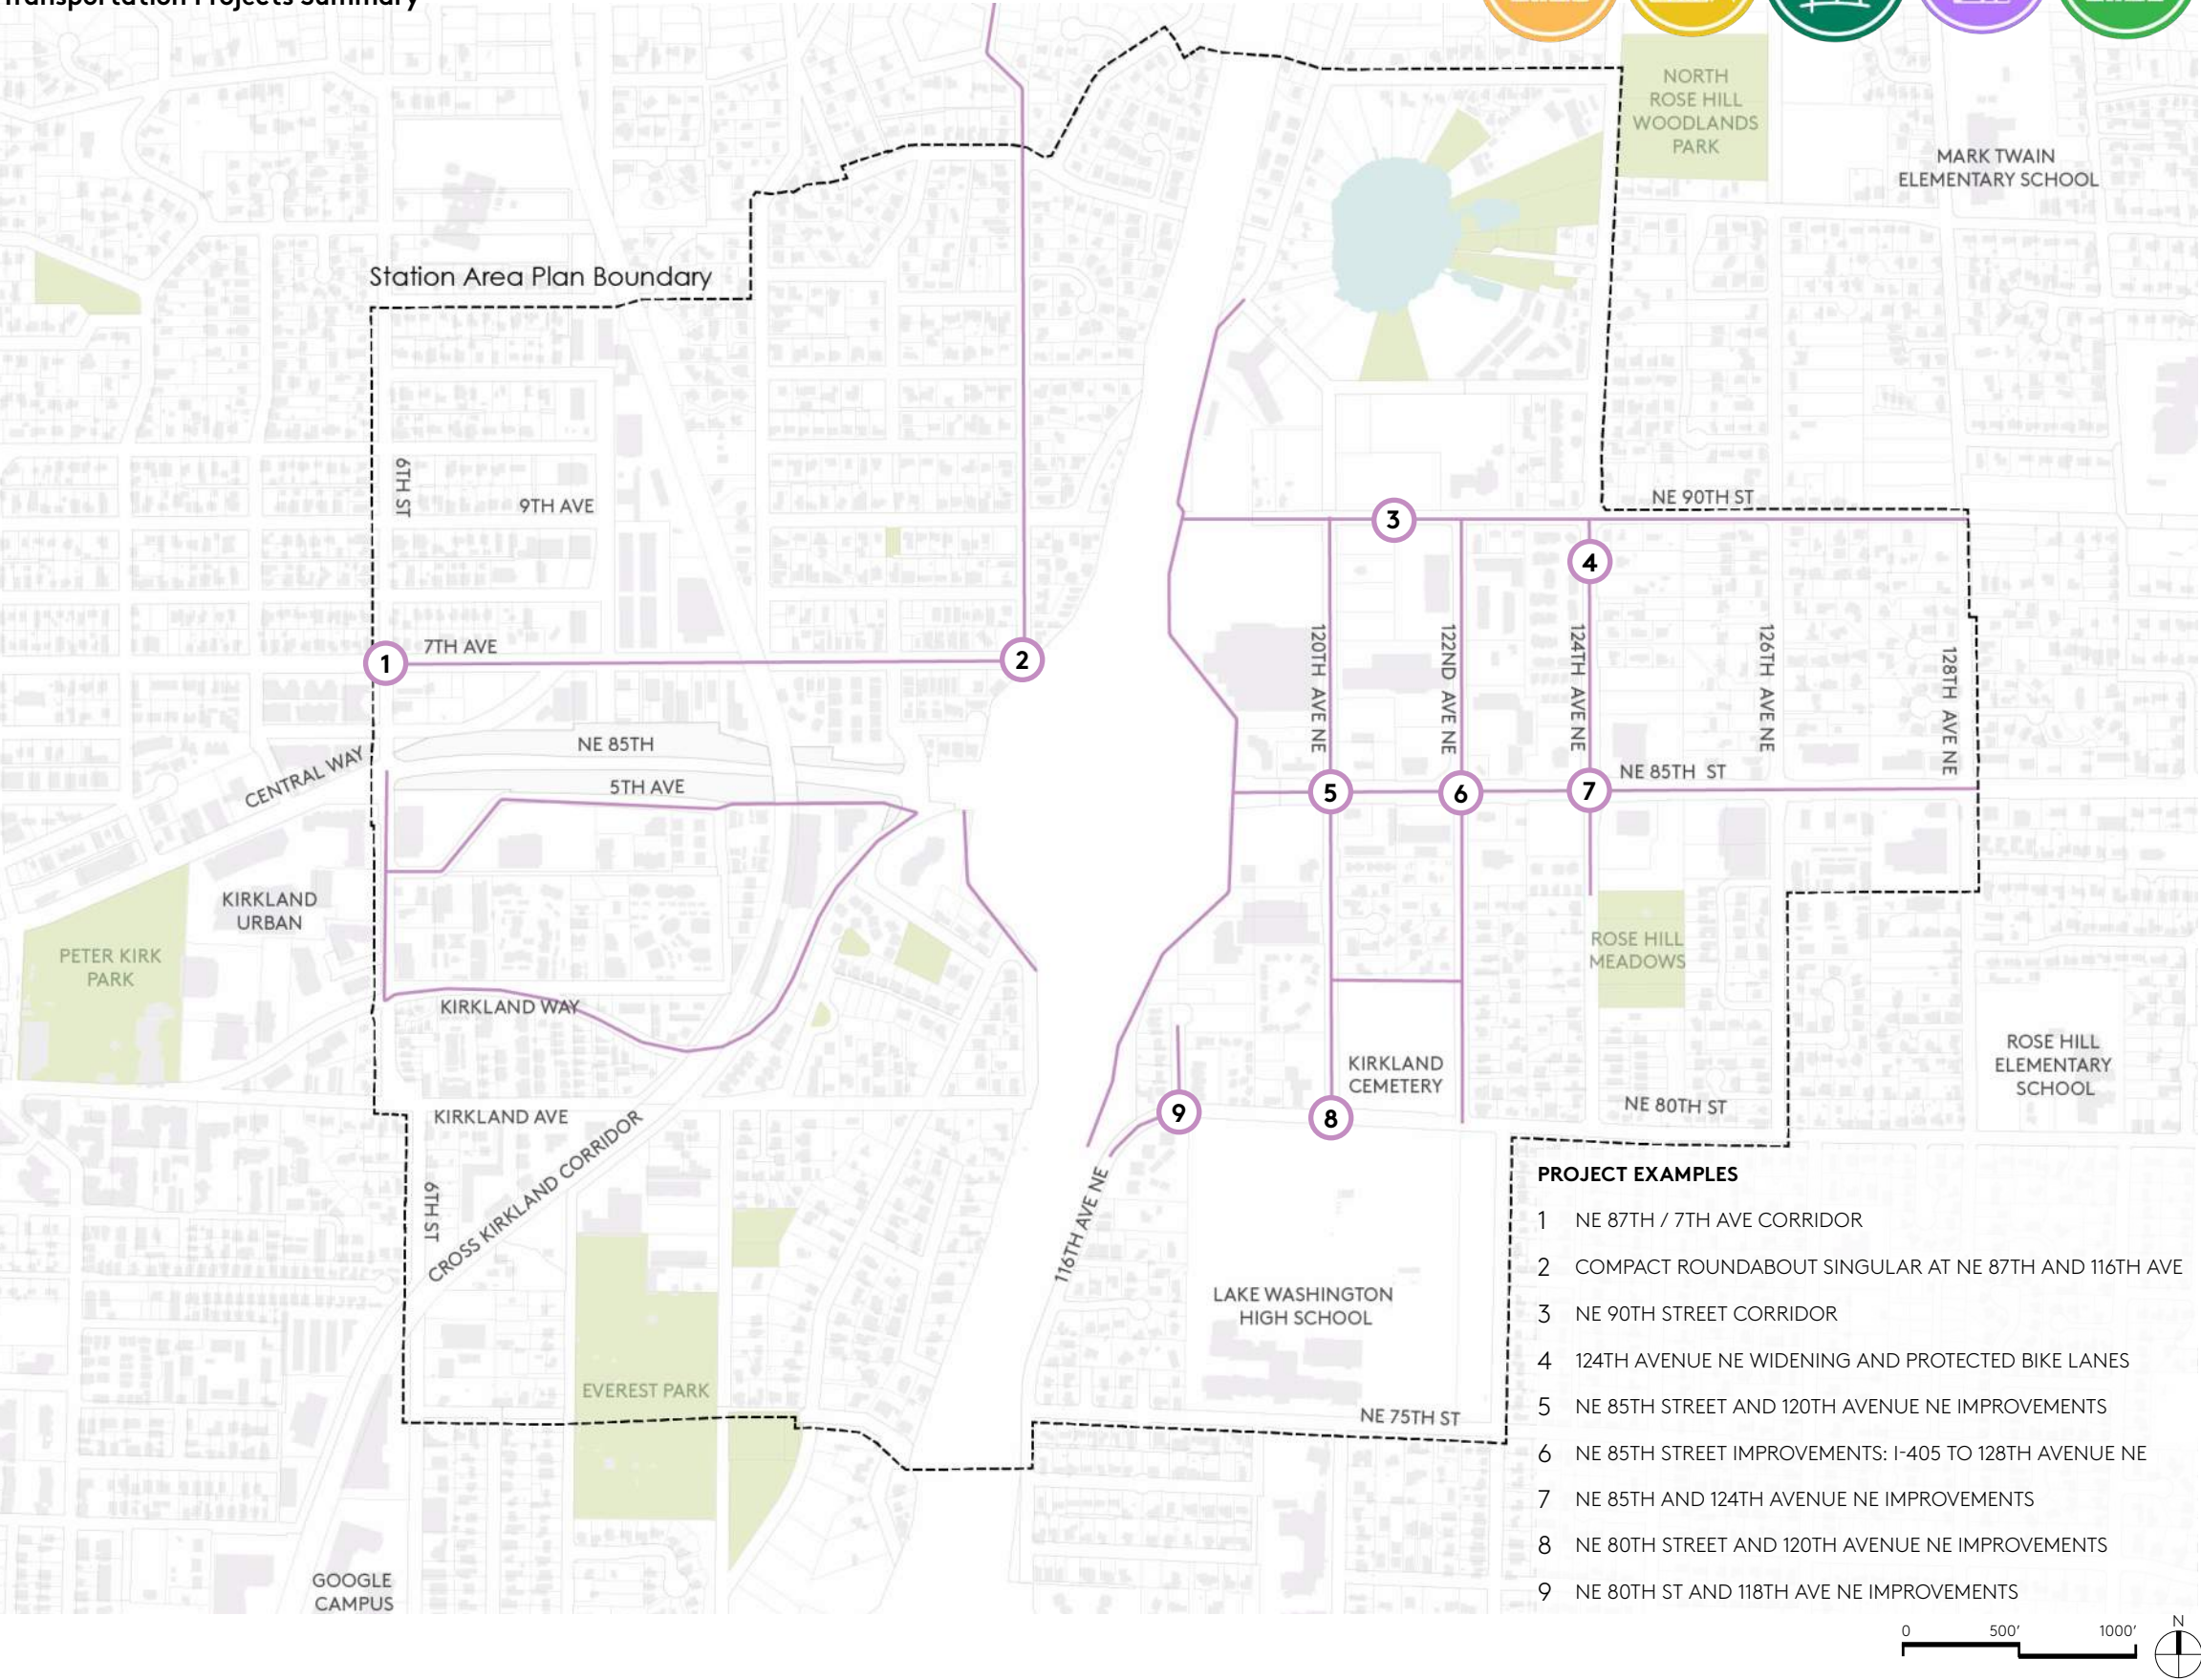 Transportation Projects Summary
NORTH
ROSE HILL
WOODLANDS
PARK
MARK TWAIN
ELEMENTARY SCHOOL
Station Area Plan Boundary
6TH ST
9TH AVE
NE 90TH ST
3
4
7TH AVE
1
2
120TH AVE NE
122ND AVE NE
124TH AVE NE
126TH AVE NE
128TH AVE NE
NE 85TH
CENTRAL WAY
5TH AVE
NE 85TH ST
5
6
7
KIRKLAND
URBAN
PETER KIRK
PARK
ROSE HILL
MEADOWS
KIRKLAND WAY
KIRKLAND
CEMETERY
ROSE HILL
ELEMENTARY
SCHOOL
KIRKLAND AVE
9
8
NE 80TH ST
CROSS KIRKLAND CORRIDOR
6TH ST
116TH AVE NE
LAKE WASHINGTON
HIGH SCHOOL
EVEREST PARK
NE 75TH ST
GOOGLE
CAMPUS
PROJECT EXAMPLES
1 NE 87TH / 7TH AVE CORRIDOR
2 COMPACT ROUNDABOUT SINGULAR AT NE 87TH AND 116TH AVE
3 NE 90TH STREET CORRIDOR
4 124TH AVENUE NE WIDENING AND PROTECTED BIKE LANES
5 NE 85TH STREET AND 120TH AVENUE NE IMPROVEMENTS
6 NE 85TH STREET IMPROVEMENTS: I-405 TO 128TH AVENUE NE
7 NE 85TH AND 124TH AVENUE NE IMPROVEMENTS
8 NE 80TH STREET AND 120TH AVENUE NE IMPROVEMENTS
9 NE 80TH ST AND 118TH AVE NE IMPROVEMENTS
0 500' 1000'
N